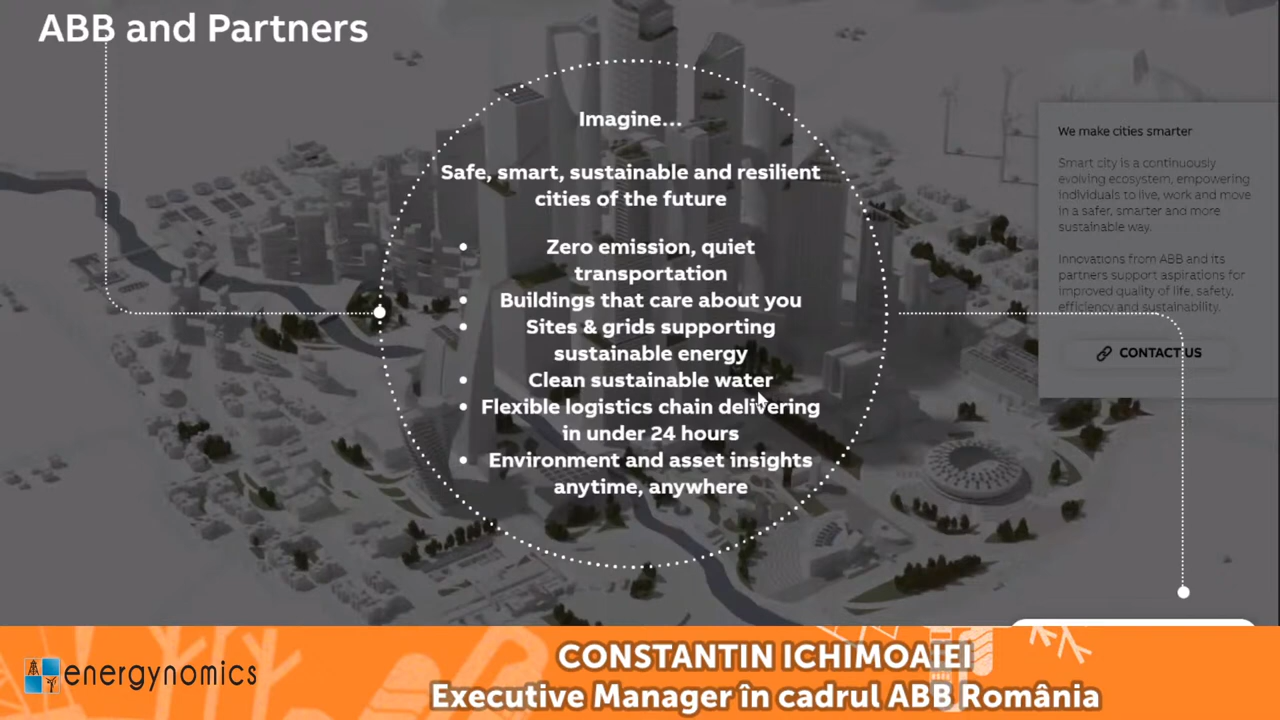 ABB and Partners
Imagine...
Safe, smart, sustainable and resilient
cities of the future
• Zero emission, quiet
transportation
• Buildings that care about you
• Sites & grids supporting
sustainable energy
• Clean sustainable water
• Flexible logistics chain delivering
in under 24 hours
• Environment and asset insights
anytime, anywhere
We make cities smarter
Smart city is a continuously
evolving ecosystem, empowering
individuals to live, work and move
in a safer, smarter and more
sustainable way.
Innovations from ABB and its
partners support aspirations for
improved quality of life, safety,
efficiency and sustainability.
CONTACT US
energynomics
CONSTANTIN ICHIMOAIEI
Executive Manager în cadrul ABB România